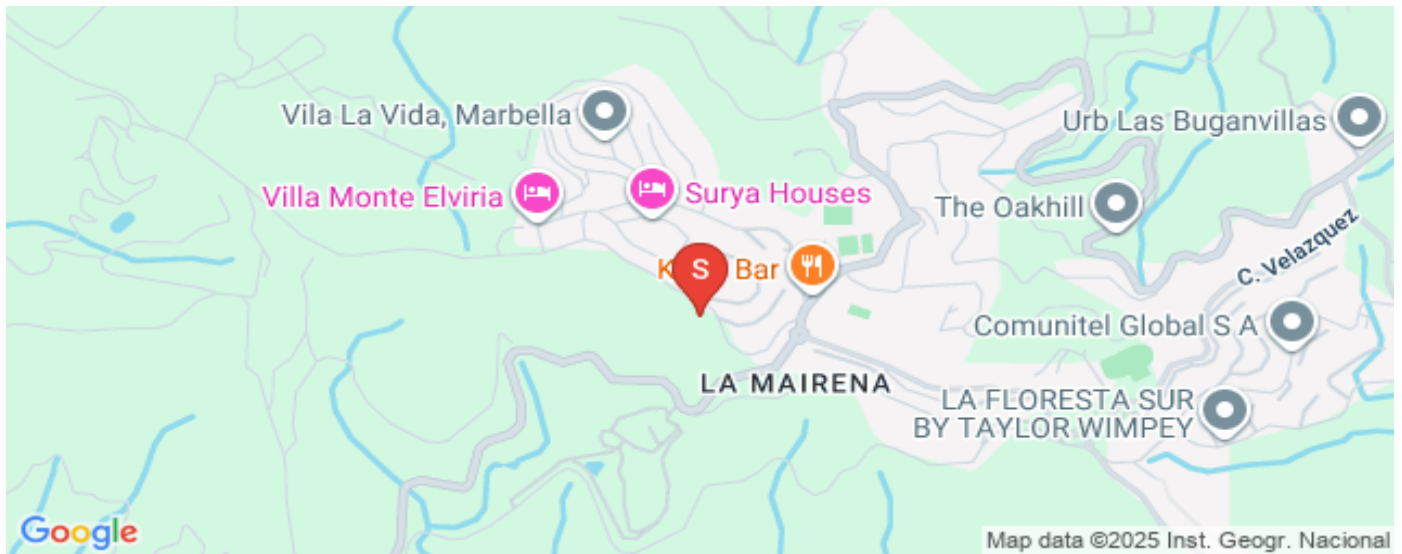 Vila La Vida, Marbella
Urb Las Buganvillas
Villa Monte Elviria
Surya Houses
The Oakhill
C. Velazquez
S
Bar
Comunitel Global S A
LA MAIRENA
LA FLORESTA SUR
BY TAYLOR WIMPEY
Google
Map data ©2025 Inst. Geogr. Nacional